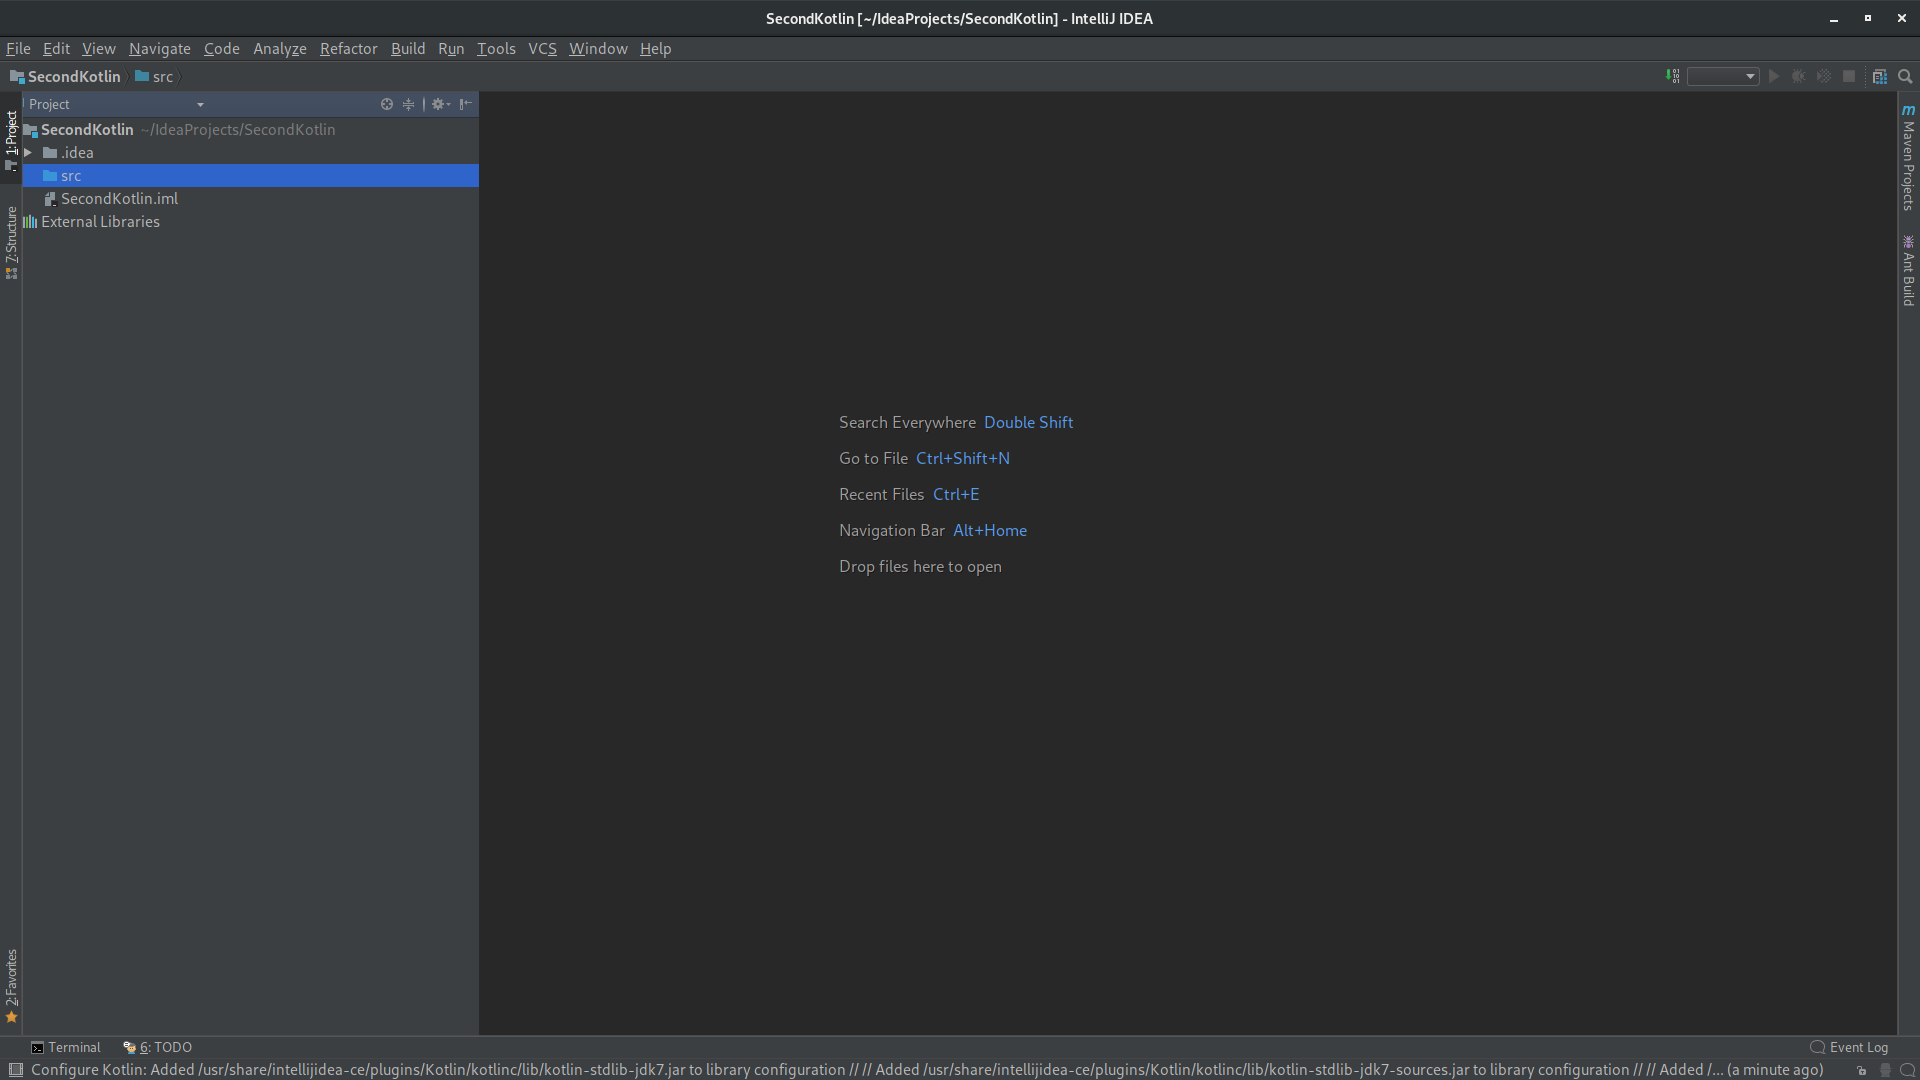 SecondKotlin [~/IdeaProjects/SecondKotlin] - IntelliJ IDEA
File Edit View Navigate Code Analyze Refactor Build Run Tools VCS Window Help
SecondKotlin src
Project
SecondKotlin ~/IdeaProjects/SecondKotlin
.idea
src
SecondKotlin.iml
External Libraries
1: Project
7: Structure
2: Favorites
Search Everywhere Double Shift
Go to File Ctrl+Shift+N
Recent Files Ctrl+E
Navigation Bar Alt+Home
Drop files here to open
m Maven Projects
Ant Build
Terminal 6: TODO Event Log
Configure Kotlin: Added /usr/share/intellijidea-ce/plugins/Kotlin/kotlinc/lib/kotlin-stdlib-jdk7.jar to library configuration // // Added /usr/share/intellijidea-ce/plugins/Kotlin/kotlinc/lib/kotlin-stdlib-jdk7-sources.jar to library configuration // // Added /... (a minute ago)